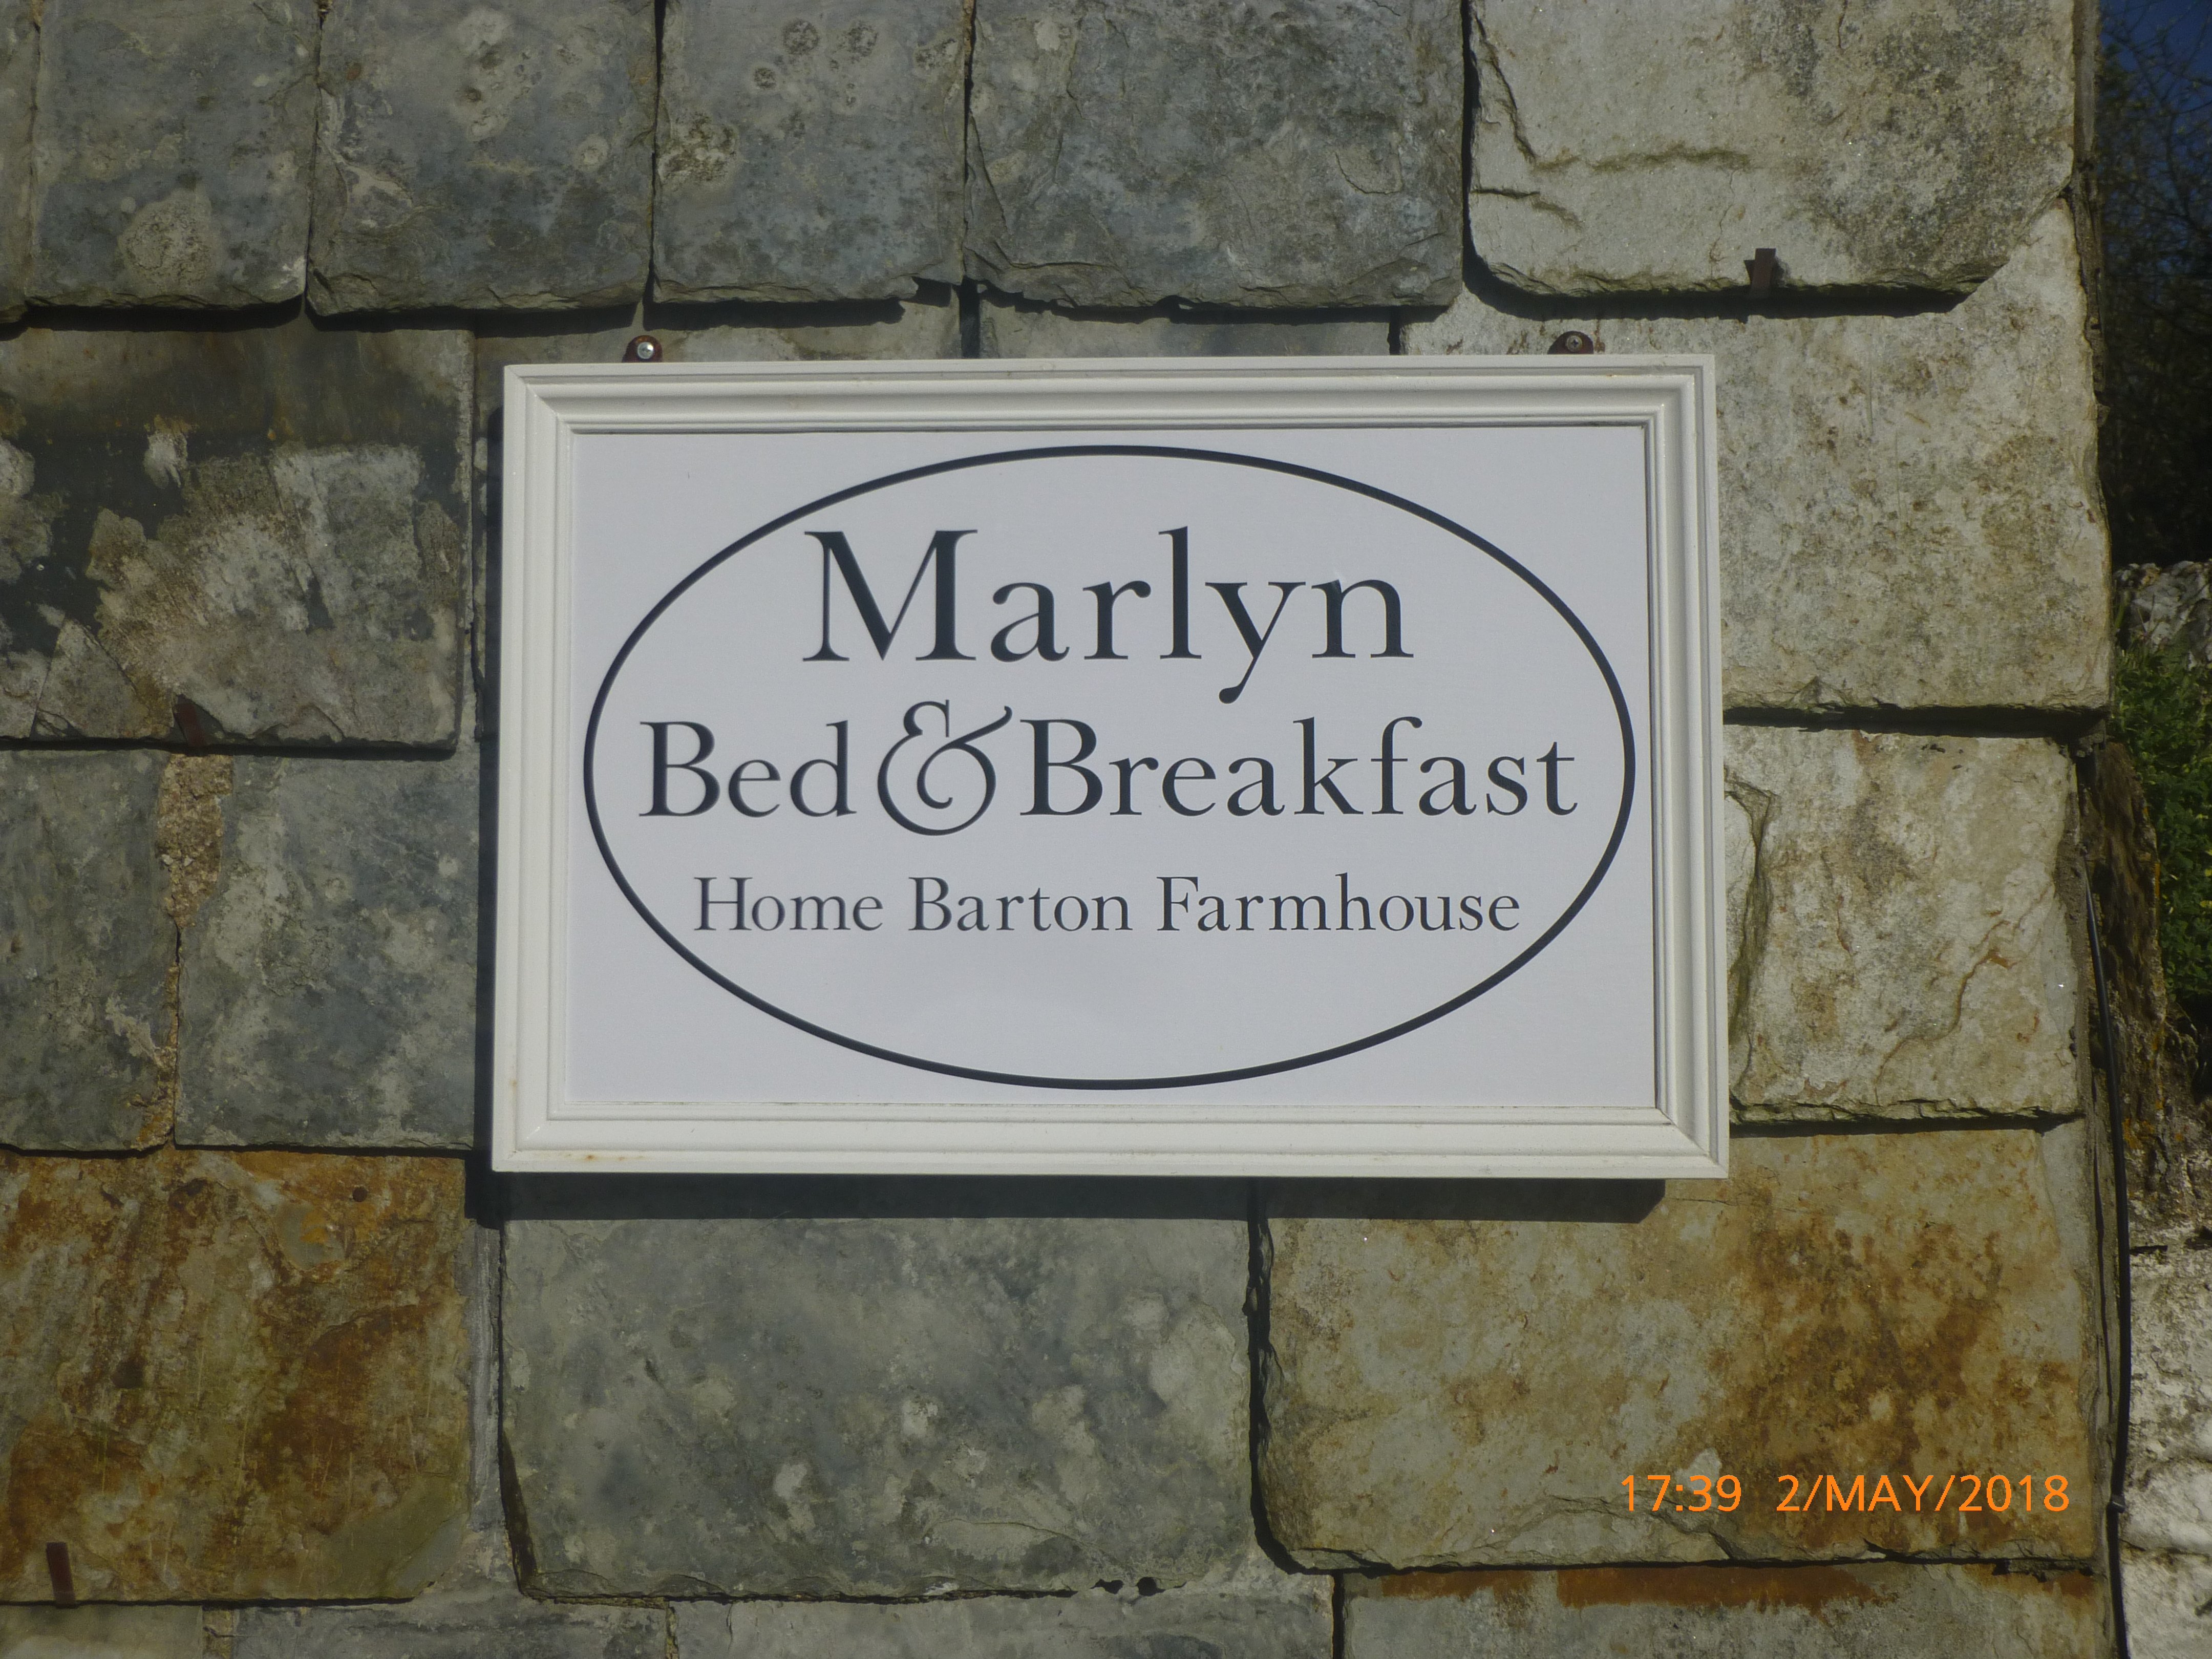 Marlyn
Bed & Breakfast
Home Barton Farmhouse
17:39 2/MAY/2018